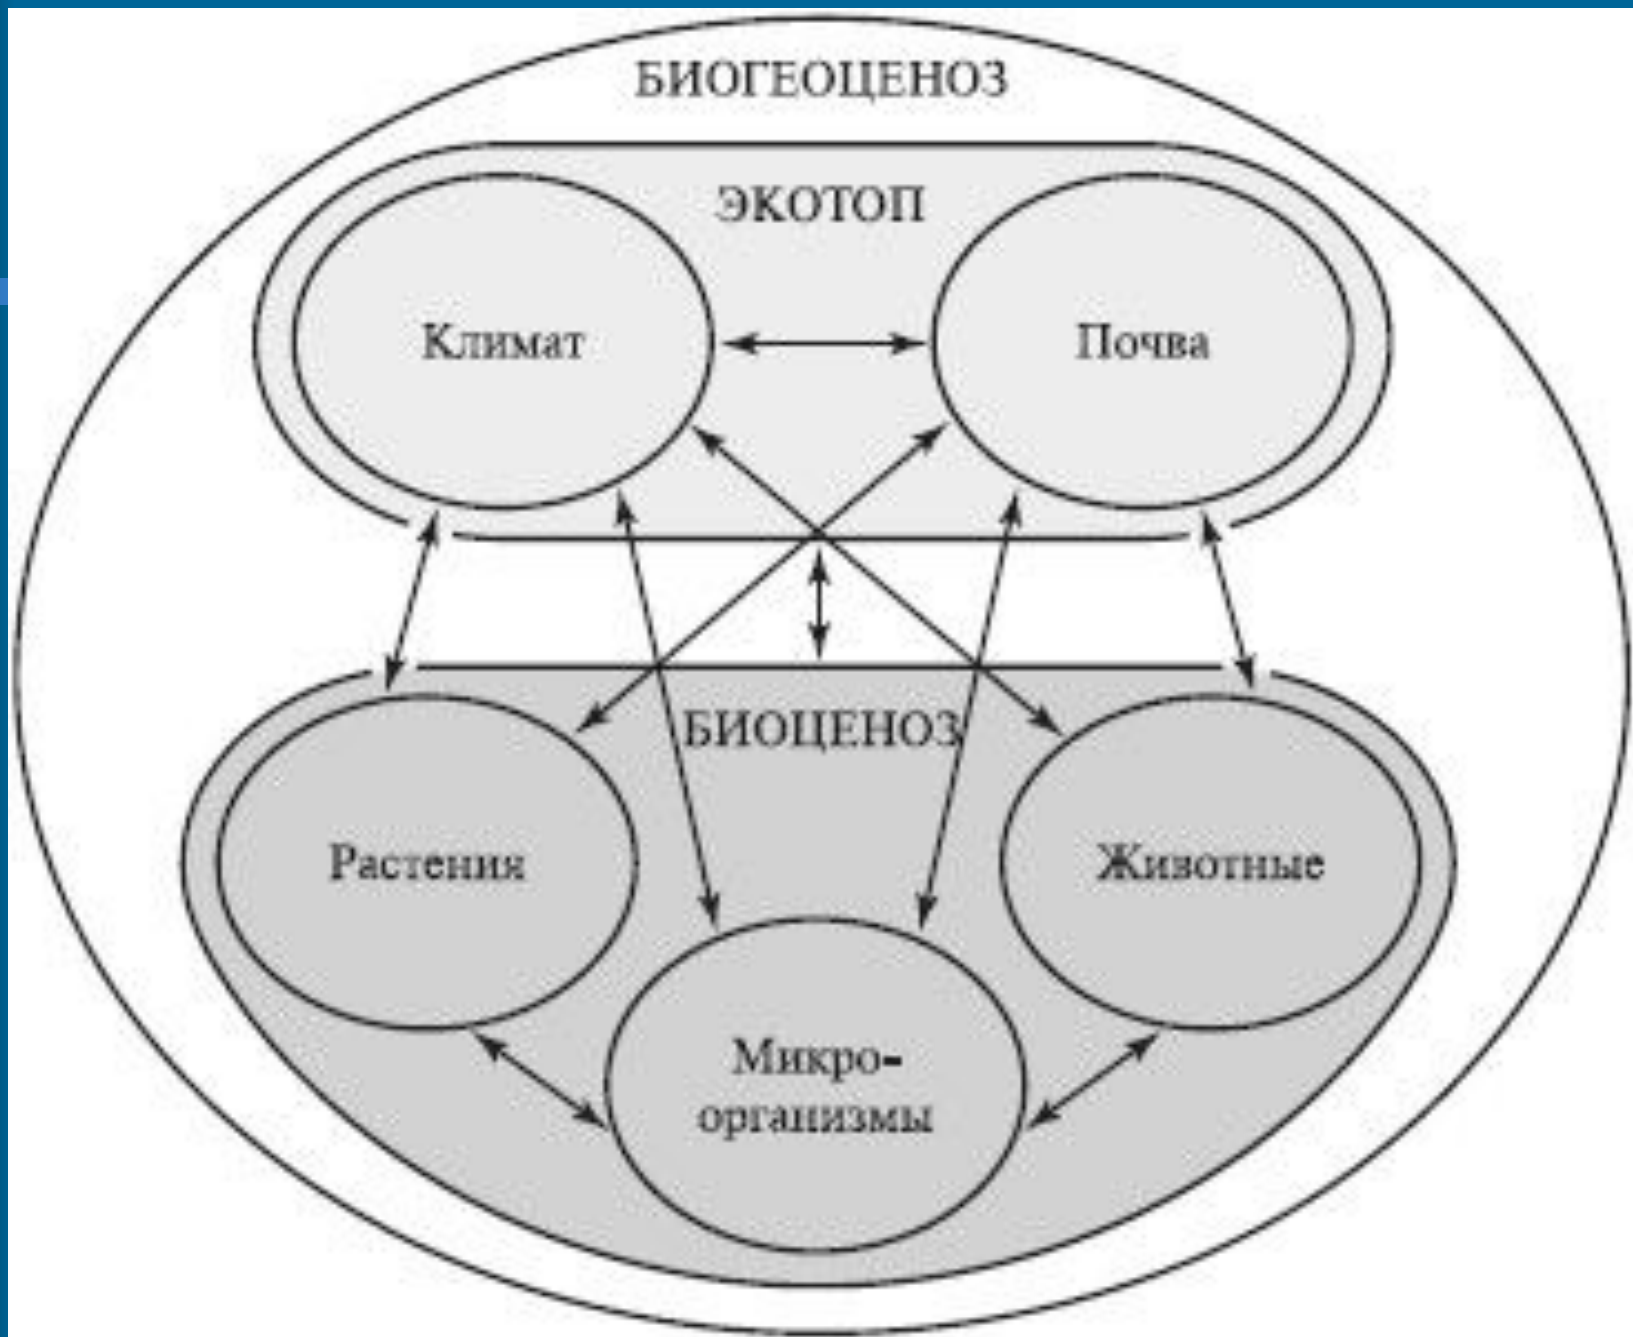 БИОГЕОЦЕНОЗ
ЭКОТОП
Климат
Почва
БИОЦЕНОЗ
Растения
Животные
Микро-
организмы